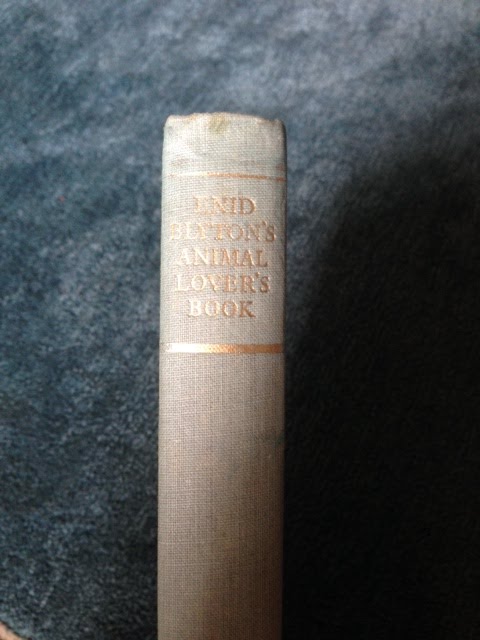 ENID
BLYTON'S
ANIMAL
LOVER'S
BOOK